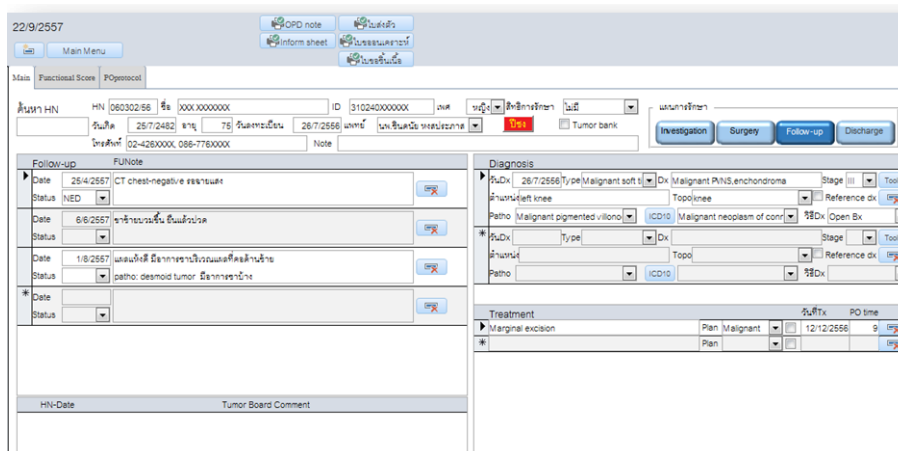 22/9/2557
OPD note ใบส่งตัว
Inform sheet ใบขออนเคราะห์
ใบขอชิ้นเนื้อ
Main Menu
Main Functional Score POprotocol
ค้นหา HN HN 060302/56 ชื่อ XXX XXXXXXX ID 310240XXXXXX เพศ หญิง สิทธิการรักษา ไม่มี แผนการรักษา
วันเกิด 25/7/2482 อายุ 75 วันลงทะเบียน 26/7/2556 แพทย์ นพ.ชินดนัย หงสประภาส ปิรง Tumor bank
Investigation Surgery Follow-up Discharge
โทรศัพท์ 02-426XXXX, 086-776XXXX Note
Follow-up FUNote
Date 25/4/2557 CT chest-negative รอฉายแสง
Status NED
Date 6/6/2557 ขาซ้ายบวมขึ้น ยืนแล้วปวด
Status
Date 1/8/2557 แผลแห้งดี มีอาการชาบริเวณแผลที่ต่อด้านซ้าย
Status patho: desmoid tumor มีอาการชาบ้าง
Date
Status
HN-Date Tumor Board Comment
Diagnosis
วันDx 26/7/2556 Type Malignant soft ti Dx Malignant PVNS,enchondroma Stage III Tool
ตำแหน่ง left knee Topo knee Reference dx
Patho Malignant pigmented villono ICD10 Malignant neoplasm of conr วิธีDx Open Bx
วันDx Type Dx Stage Tool
ตำแหน่ง Topo Reference dx
Patho ICD10 วิธีDx
Treatment วันที่Tx PO time
Marginal excision Plan Malignant 12/12/2556 9
Plan